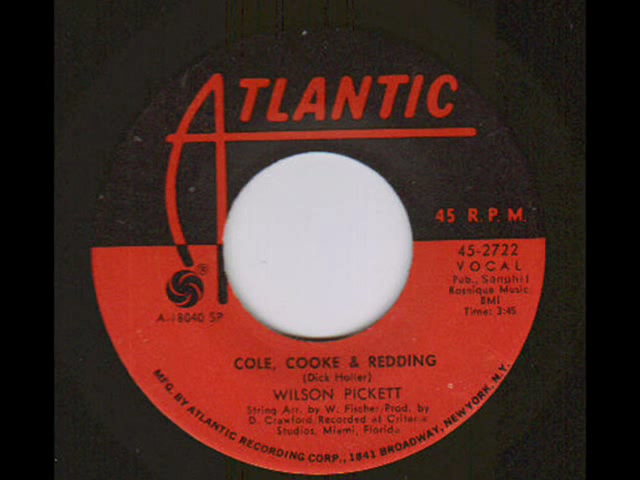 ATLANTIC
45 R.P.M.
45-2722
VOCAL
Pub., Sanphil
Rosnique Music
BMI
Time: 3:45
®
A-18040 SP
COLE, COOKE & REDDING
(Dick Holler)
WILSON PICKETT
String Arr. by W. Fischer/Prod. by
D. Crawford/Recorded at Criteria
Studios, Miami, Florida
MFG. BY ATLANTIC RECORDING CORP., 1841 BROADWAY, NEW YORK, N.Y.